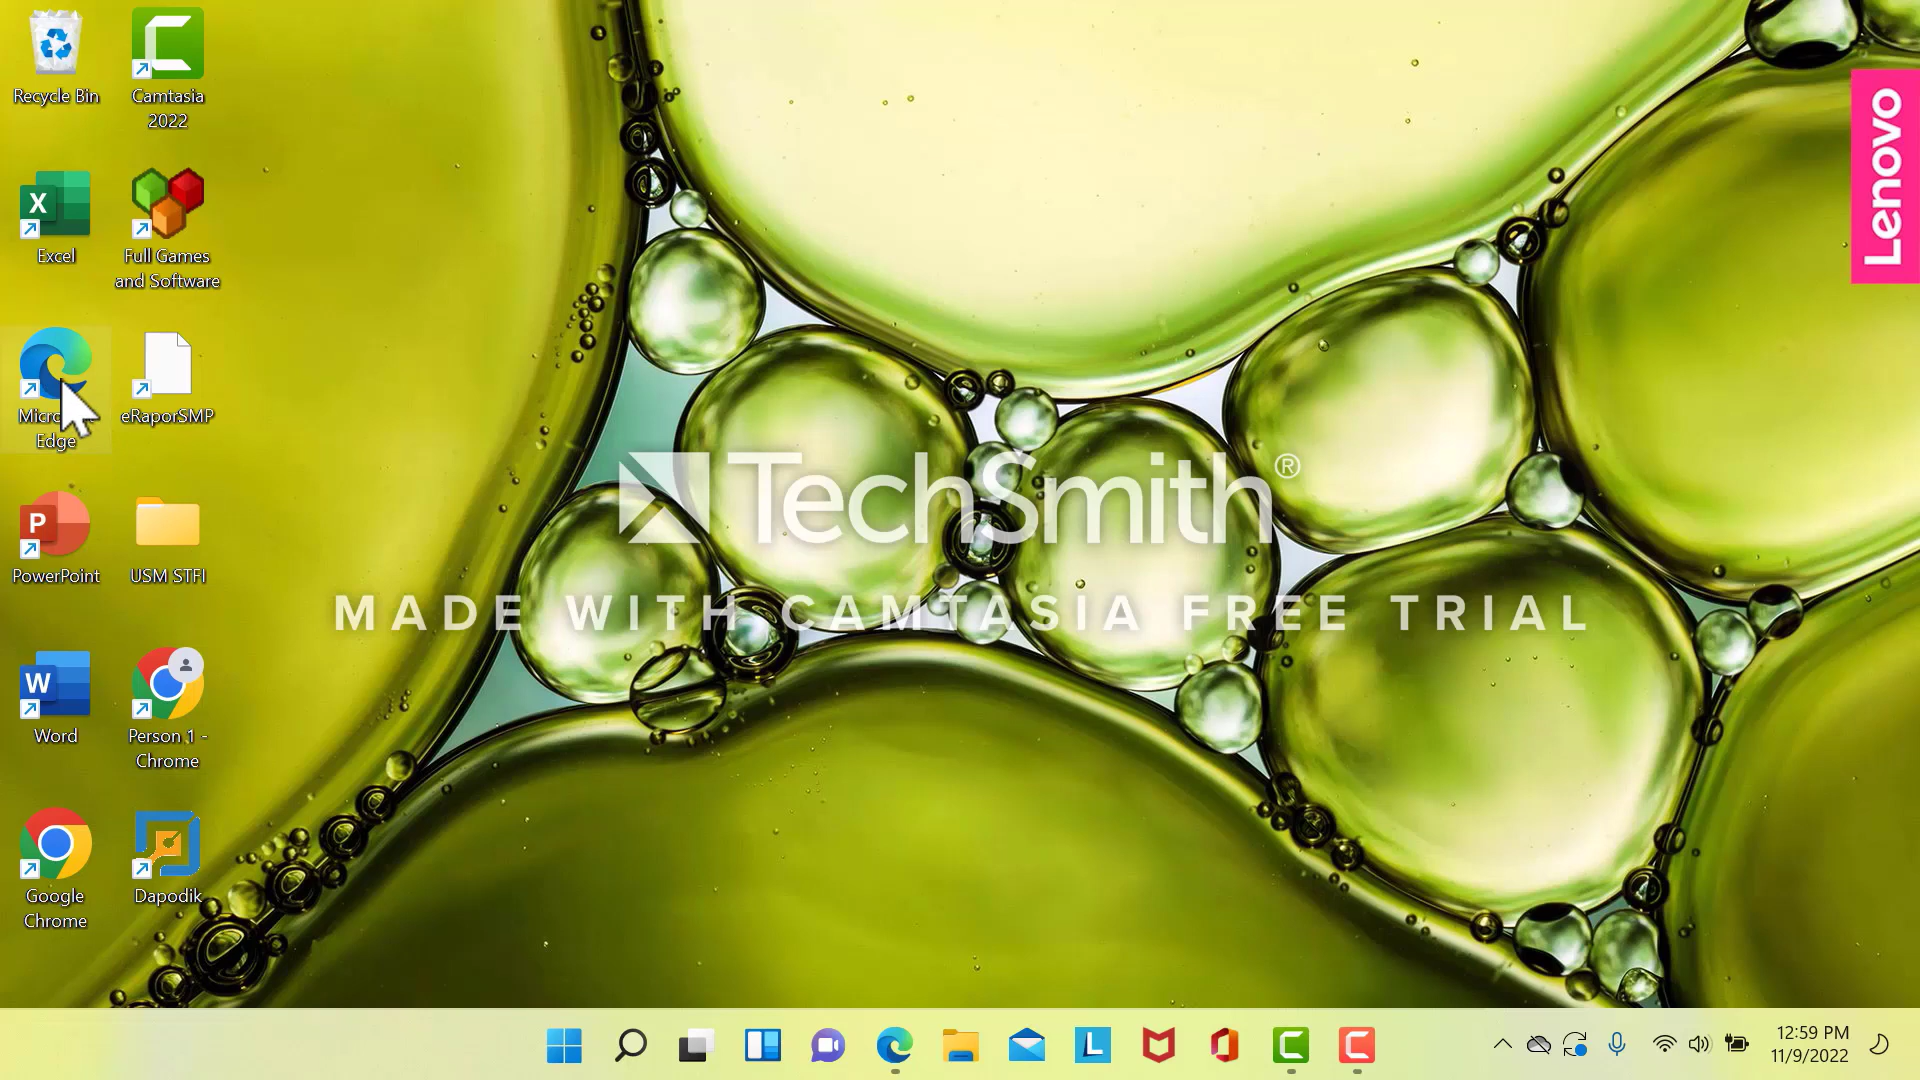 Recycle Bin
Camtasia
2022
Lenovo
X
Excel
Full Games
and Software
Edge
eRaporSMP
TechSmith®
P
PowerPoint
USM STFI
MADE WITH CAMTASIA FREE TRIAL
W
Word
Person 1 -
Chrome
Google
Chrome
Dapodik
L
12:59 PM
11/9/2022